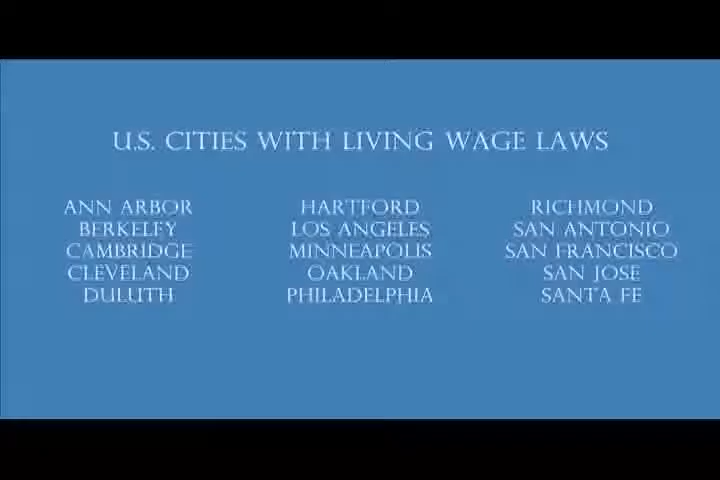 U.S. CITIES WITH LIVING WAGE LAWS
ANN ARBOR
BERKELEY
CAMBRIDGE
CLEVELAND
DULUTH
HARTFORD
LOS ANGELES
MINNEAPOLIS
OAKLAND
PHILADELPHIA
RICHMOND
SAN ANTONIO
SAN FRANCISCO
SAN JOSE
SANTA FE